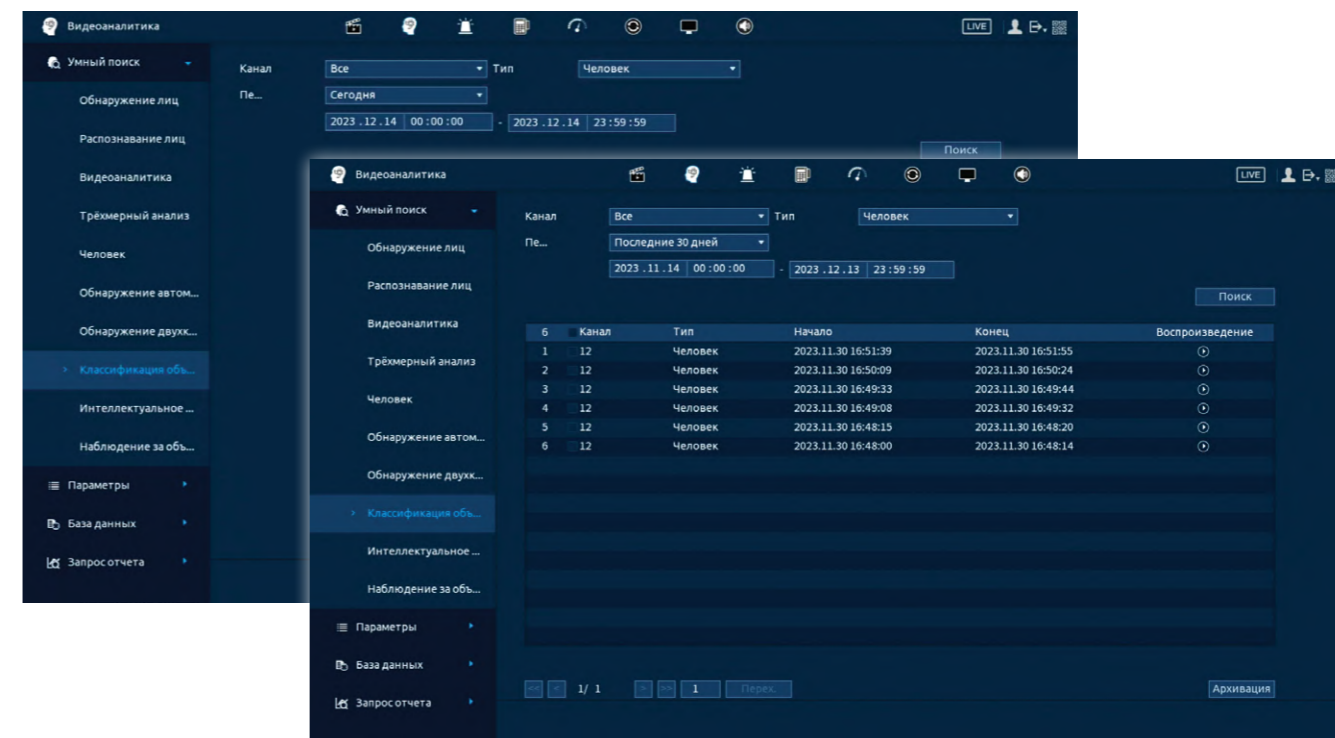 Видеоаналитика LIVE
Умный поиск
Канал Все Тип Человек
Обнаружение лиц
Пе... Сегодня
2023 . 12 . 14 00 : 00 : 00 - 2023 . 12 . 14 23 : 59 : 59
Распознавание лиц
Поиск
Видеоаналитика
Трёхмерный анализ
Человек
Обнаружение автом...
Обнаружение двухк...
Классификация объ...
Интеллектуальное ...
Наблюдение за объ...
Параметры
База данных
Запрос отчета
Видеоаналитика LIVE
Умный поиск
Канал Все Тип Человек
Обнаружение лиц
Пе... Последние 30 дней
2023 . 11 . 14 00 : 00 : 00 - 2023 . 12 . 13 23 : 59 : 59
Распознавание лиц
Поиск
Видеоаналитика
6 Канал Тип Начало Конец Воспроизведение
1 12 Человек 2023.11.30 16:51:39 2023.11.30 16:51:55
Трёхмерный анализ
2 12 Человек 2023.11.30 16:50:09 2023.11.30 16:50:24
3 12 Человек 2023.11.30 16:49:33 2023.11.30 16:49:44
Человек
4 12 Человек 2023.11.30 16:49:08 2023.11.30 16:49:32
5 12 Человек 2023.11.30 16:48:15 2023.11.30 16:48:20
Обнаружение автом...
6 12 Человек 2023.11.30 16:48:00 2023.11.30 16:48:14
Обнаружение двухк...
Классификация объ...
Интеллектуальное ...
Наблюдение за объ...
Параметры
База данных
<< < 1/ 1 > >> 1 Перех. Архивация
Запрос отчета